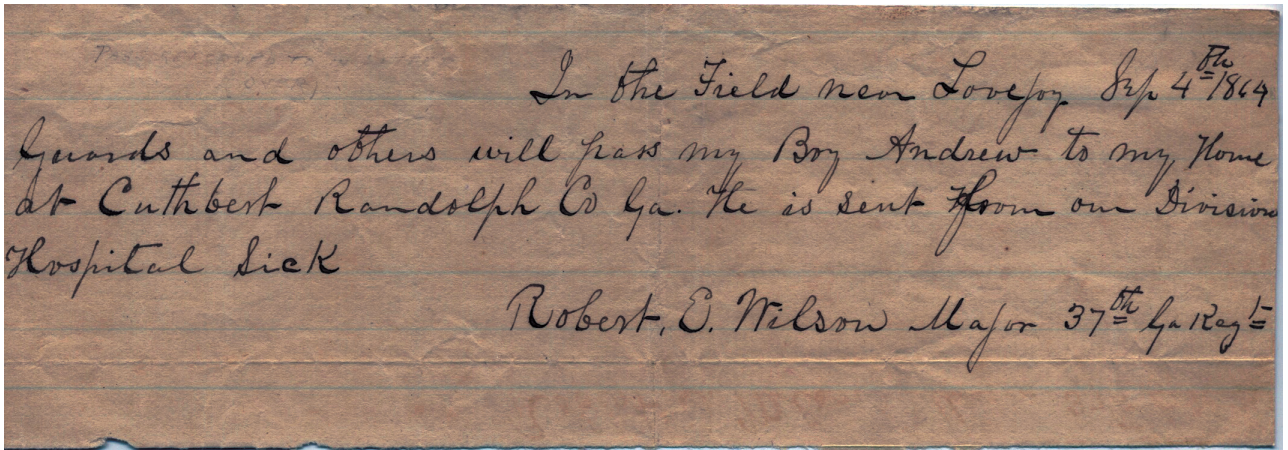 In the Field near Lovejoy Sep 4th 1864
Guards and others will pass my Boy Andrew to my Home
at Cuthbert Randolph Co Ga. He is sent from our Division
Hospital Sick
Robert, E. Wilson Major 37th Ga Regt